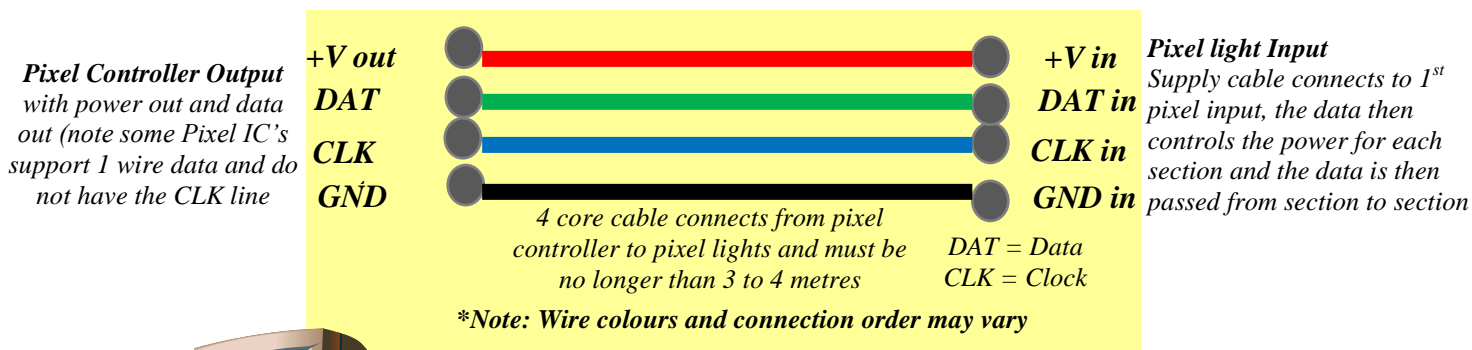 Pixel Controller Output
with power out and data
out (note some Pixel IC’s
support 1 wire data and do
not have the CLK line
+V out
DAT
CLK
GND
+V in
DAT in
CLK in
GND in
Pixel light Input
Supply cable connects to 1st
pixel input, the data then
controls the power for each
section and the data is then
passed from section to section
4 core cable connects from pixel
controller to pixel lights and must be
no longer than 3 to 4 metres
DAT = Data
CLK = Clock
*Note: Wire colours and connection order may vary